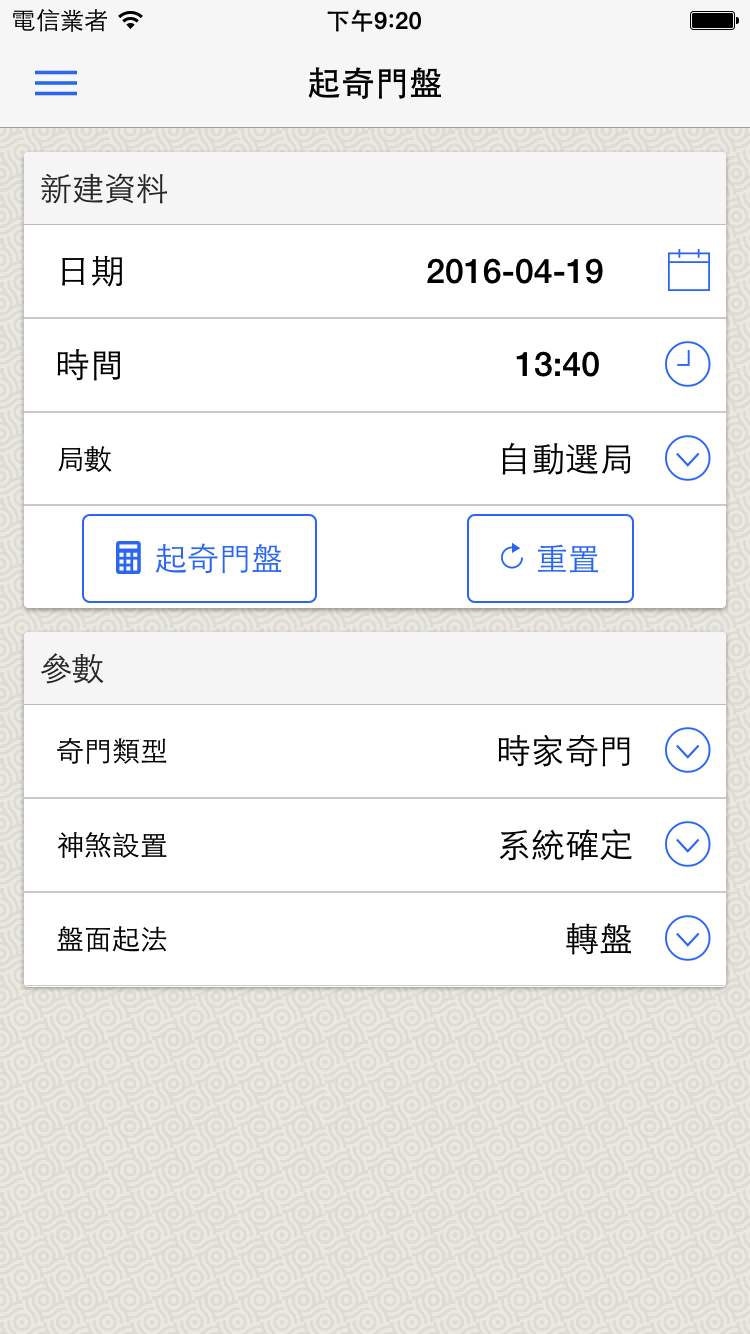 電信業者 下午9:20
起奇門盤
新建資料
日期 2016-04-19
時間 13:40
局數 自動選局
起奇門盤 重置
參數
奇門類型 時家奇門
神煞設置 系統確定
盤面起法 轉盤